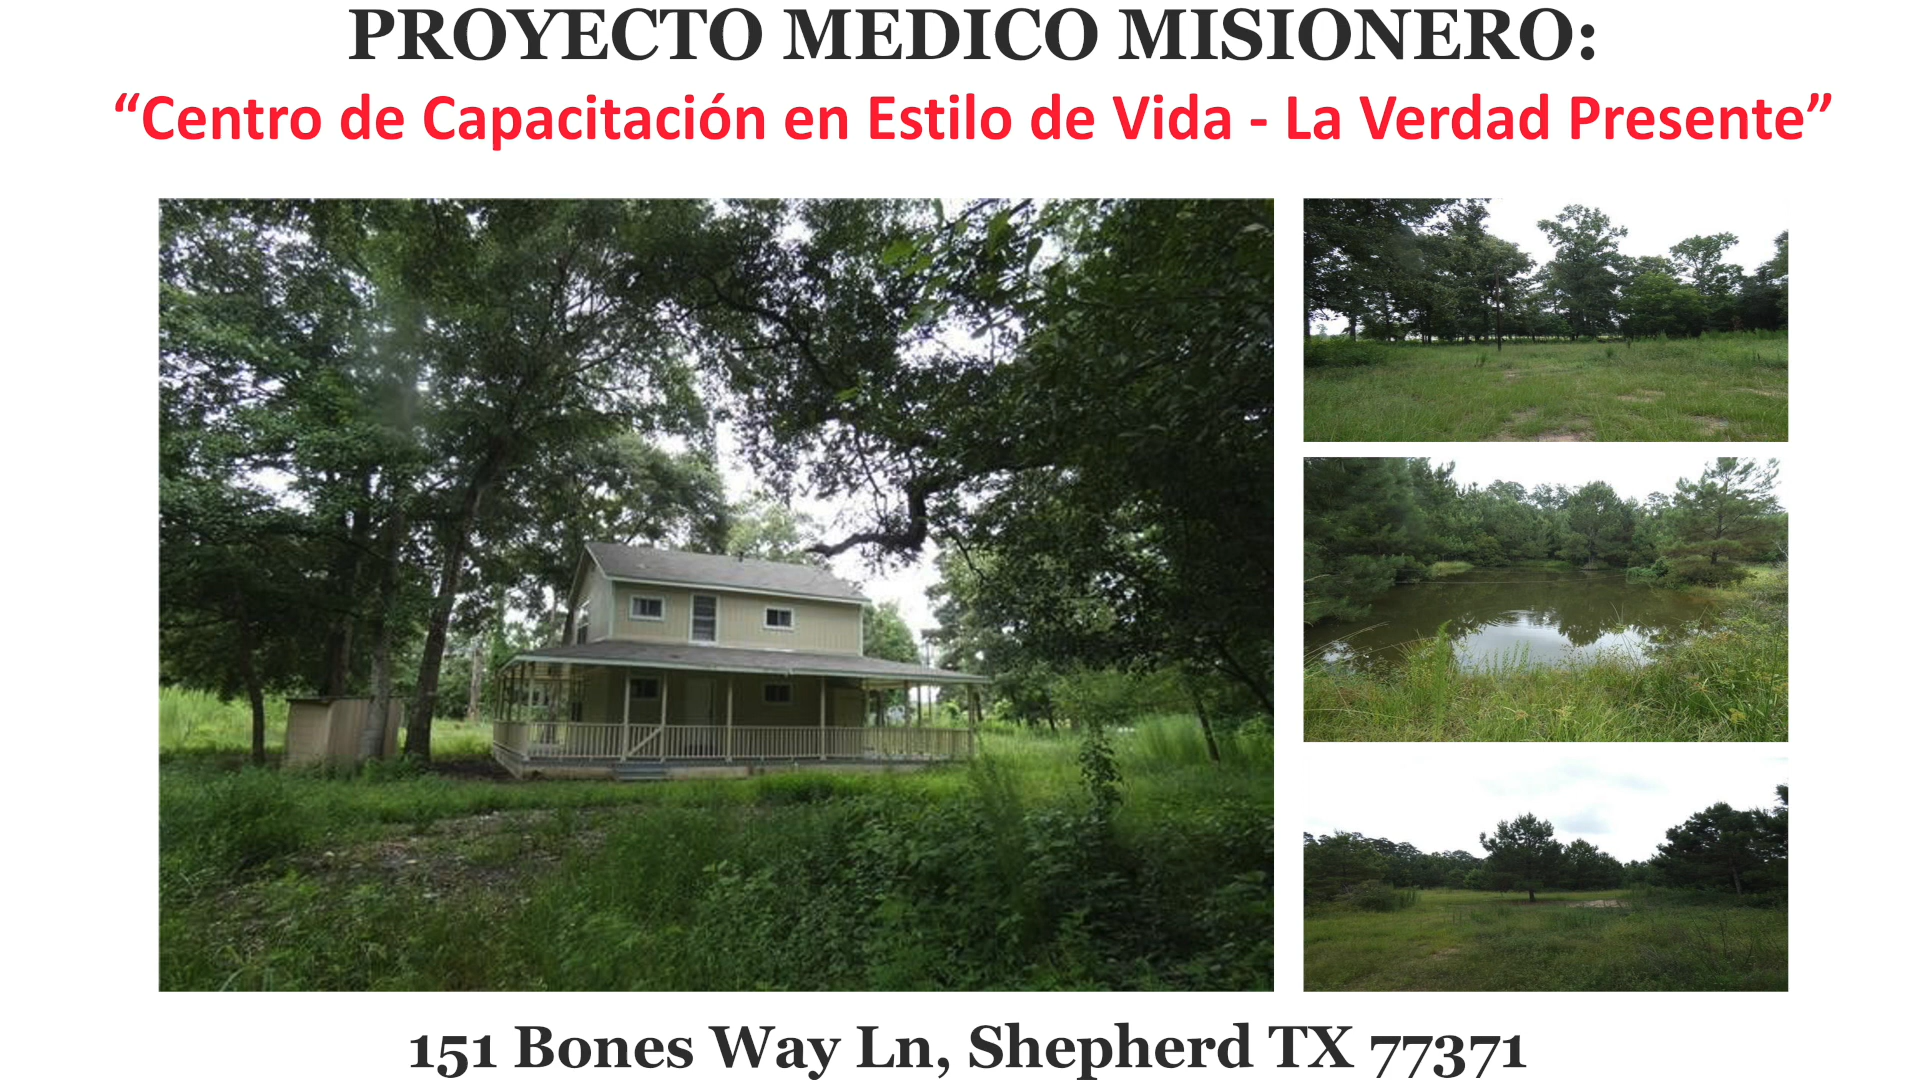 PROYECTO MEDICO MISIONERO:
“Centro de Capacitación en Estilo de Vida - La Verdad Presente”
151 Bones Way Ln, Shepherd TX 77371